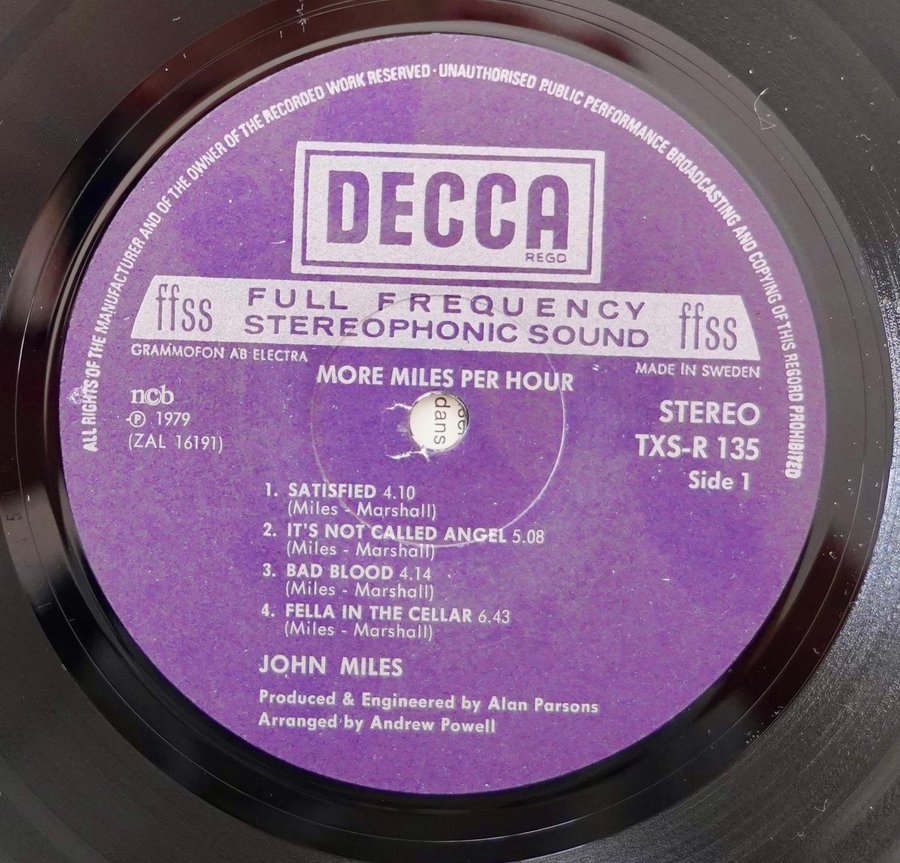 ALL RIGHTS OF THE MANUFACTURER AND OF THE OWNER OF THE RECORDED WORK RESERVED · UNAUTHORISED PUBLIC PERFORMANCE BROADCASTING AND COPYING OF THIS RECORD PROHIBITED
DECCA
REGD
ffss FULL FREQUENCY STEREOPHONIC SOUND ffss
GRAMMOFON AB ELECTRA
MADE IN SWEDEN
MORE MILES PER HOUR
ncb
℗ 1979
(ZAL 16191)
STEREO
TXS-R 135
Side 1
dans
1. SATISFIED 4.10
(Miles - Marshall)
2. IT'S NOT CALLED ANGEL 5.08
(Miles - Marshall)
3. BAD BLOOD 4.14
(Miles - Marshall)
4. FELLA IN THE CELLAR 6.43
(Miles - Marshall)
JOHN MILES
Produced & Engineered by Alan Parsons
Arranged by Andrew Powell